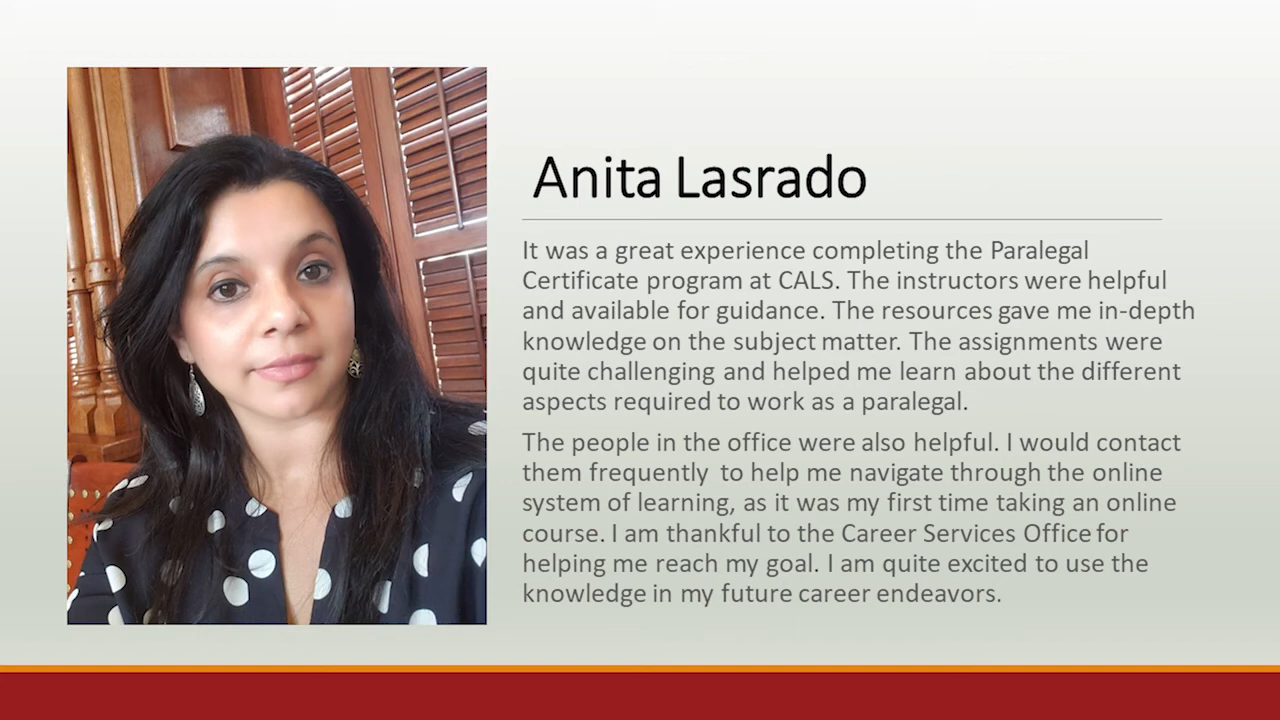 Anita Lasrado
It was a great experience completing the Paralegal
Certificate program at CALS. The instructors were helpful
and available for guidance. The resources gave me in-depth
knowledge on the subject matter. The assignments were
quite challenging and helped me learn about the different
aspects required to work as a paralegal.
The people in the office were also helpful. I would contact
them frequently  to help me navigate through the online
system of learning, as it was my first time taking an online
course. I am thankful to the Career Services Office for
helping me reach my goal. I am quite excited to use the
knowledge in my future career endeavors.